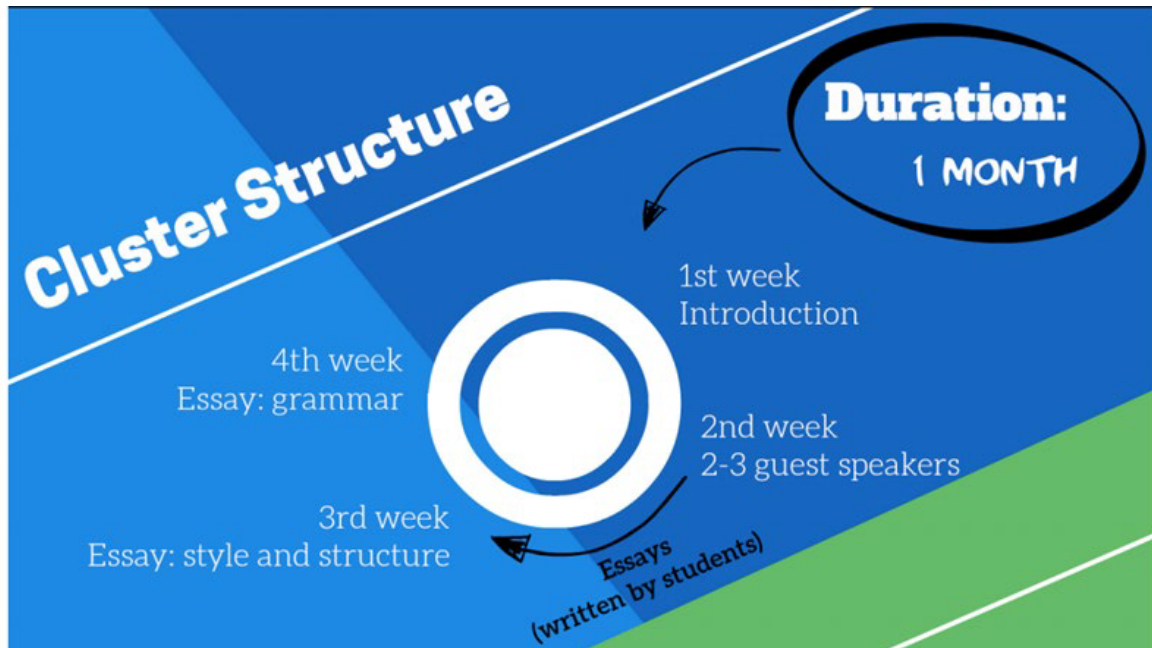 Cluster Structure
Duration:
1 MONTH
1st week
Introduction
2nd week
2-3 guest speakers
Essays
(written by students)
3rd week
Essay: style and structure
4th week
Essay: grammar